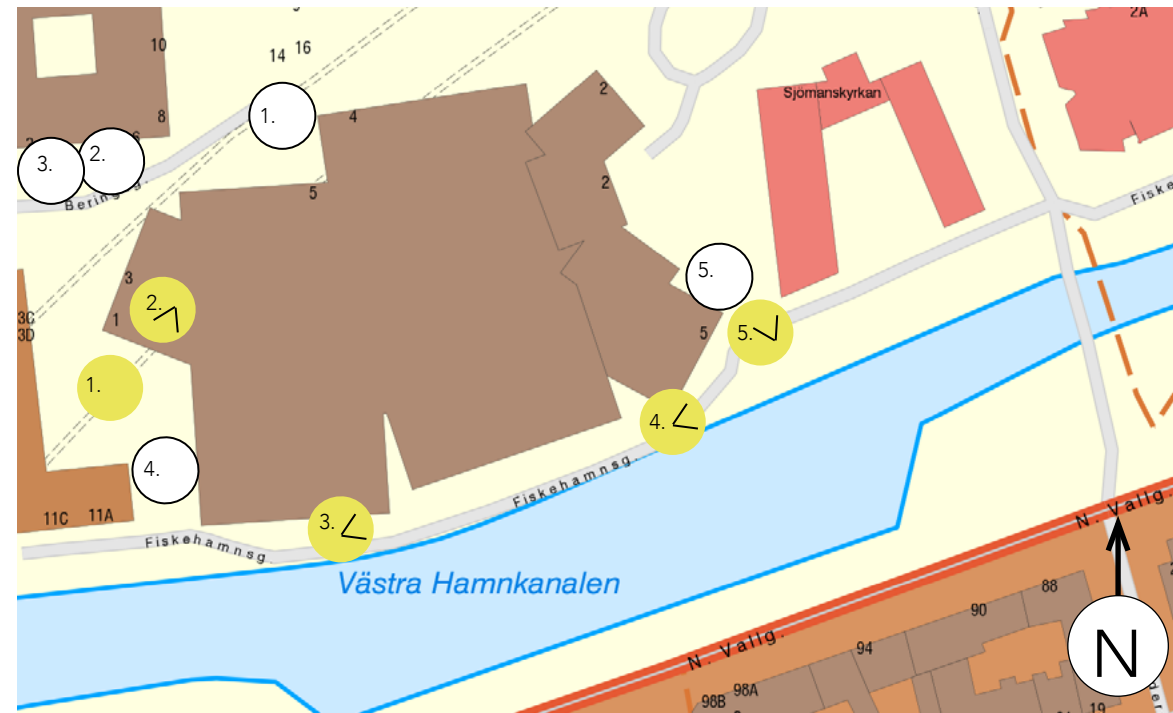 2A
10
14 16
1.
4
2
Sjömanskyrkan
8
6
3. 2.
Bering g.
5
2
Fiske
3
2.
5.
3C
3D
1
5
5.
1.
4.
4.
Fiskehamnsg.
11C 11A
3.
N. Vallg.
Fiskehamnsg
Västra Hamnkanalen
88
90
N. Vallg.
94
N
98A
98B
19